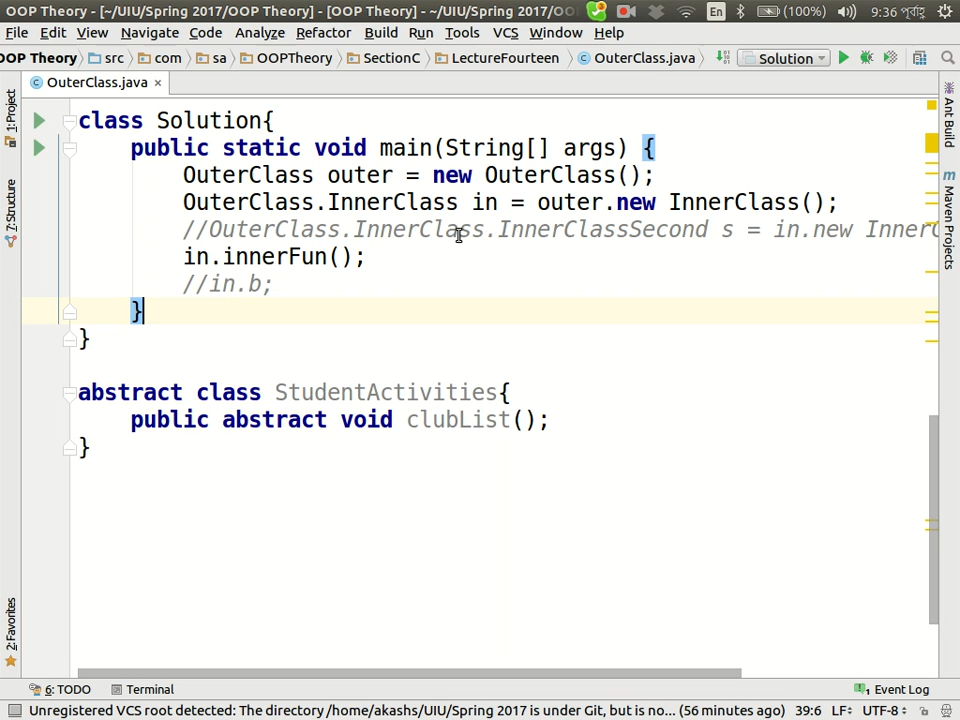 OOP Theory - [~/UIU/Spring 2017/OOP Theory] - [OOP Theory] - ~/UIU/Spring 2017/OO
En (100%) 9:36 পূর্বাহ্ণ
File Edit View Navigate Code Analyze Refactor Build Run Tools VCS Window Help
OOP Theory src com sa OOPTheory SectionC LectureFourteen OuterClass.java Solution
OuterClass.java ×
class Solution{
public static void main(String[] args) {
OuterClass outer = new OuterClass();
OuterClass.InnerClass in = outer.new InnerClass();
//OuterClass.InnerClass.InnerClassSecond s = in.new InnerC
in.innerFun();
//in.b;
}
}
abstract class StudentActivities{
public abstract void clubList();
}
1: Project
7: Structure
2: Favorites
Ant Build
Maven Projects
6: TODO Terminal 1 Event Log
Unregistered VCS root detected: The directory /home/akashs/UIU/Spring 2017 is under Git, but is no... (56 minutes ago) 39:6 LF UTF-8